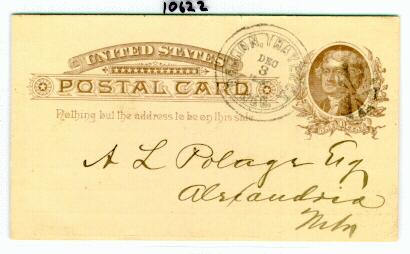 10622
UNITED STATES
POSTAL CARD
Nothing but the address to be on this side
DEC
3
A L Polage Esq
Alexandria
Mtn